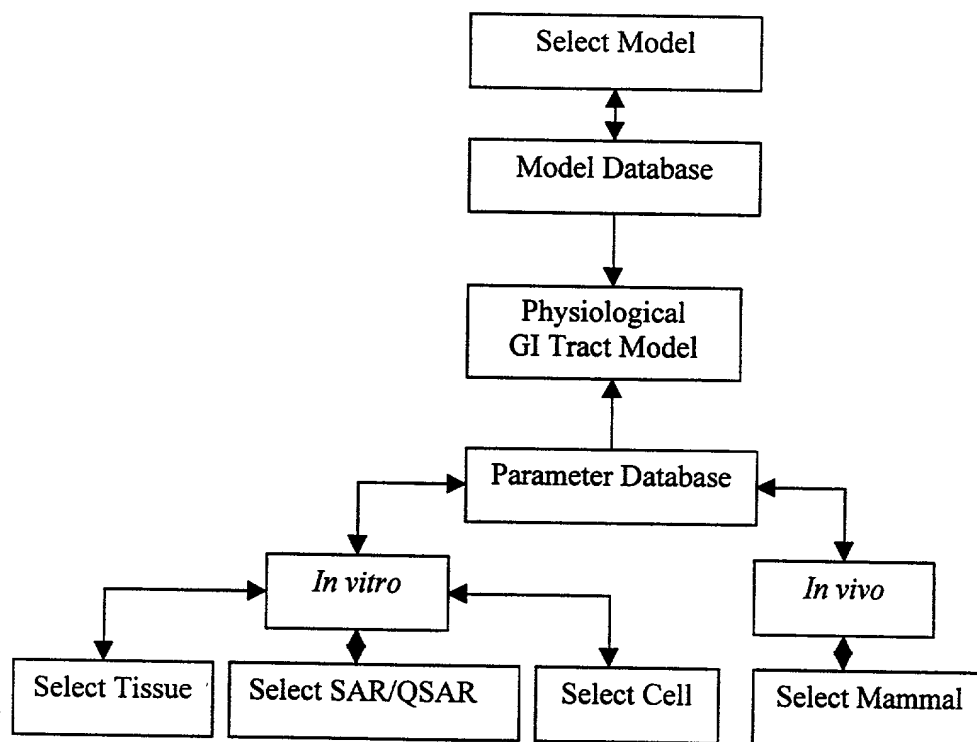 Select Model
Model Database
Physiological
GI Tract Model
Parameter Database
In vitro
In vivo
Select Tissue
Select SAR/QSAR
Select Cell
Select Mammal